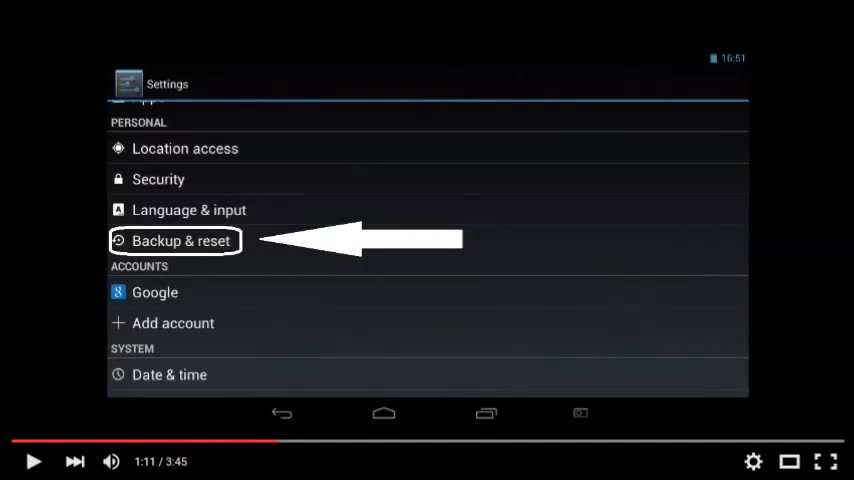 16:51
Settings
PERSONAL
Location access
Security
Language & input
Backup & reset
ACCOUNTS
Google
Add account
SYSTEM
Date & time
1:11 / 3:45